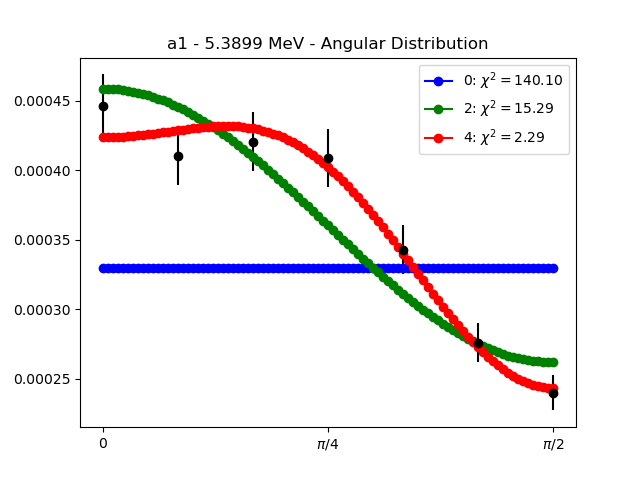 a1 - 5.3899 MeV - Angular Distribution
0: χ² = 140.10
2: χ² = 15.29
4: χ² = 2.29
0.00045
0.00040
0.00035
0.00030
0.00025
0 π/4 π/2